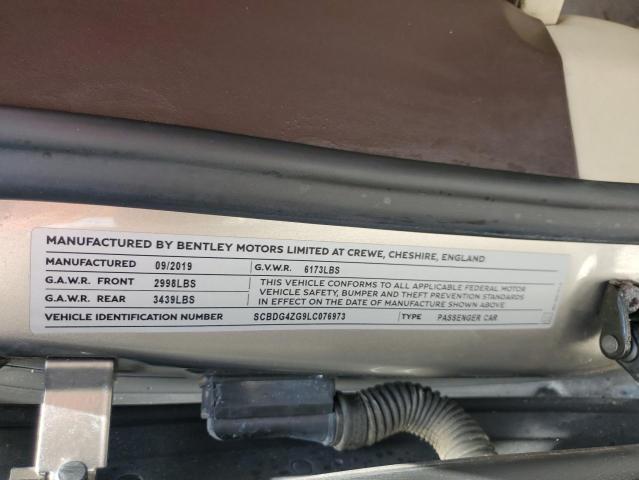 MANUFACTURED BY BENTLEY MOTORS LIMITED AT CREWE, CHESHIRE, ENGLAND
MANUFACTURED 09/2019 G.V.W.R. 6173LBS
G.A.W.R. FRONT 2998LBS
G.A.W.R. REAR 3439LBS
THIS VEHICLE CONFORMS TO ALL APPLICABLE FEDERAL MOTOR
VEHICLE SAFETY, BUMPER AND THEFT PREVENTION STANDARDS
IN EFFECT ON THE DATE OF MANUFACTURE SHOWN ABOVE
VEHICLE IDENTIFICATION NUMBER SCBDG4ZG9LC076973 TYPE PASSENGER CAR